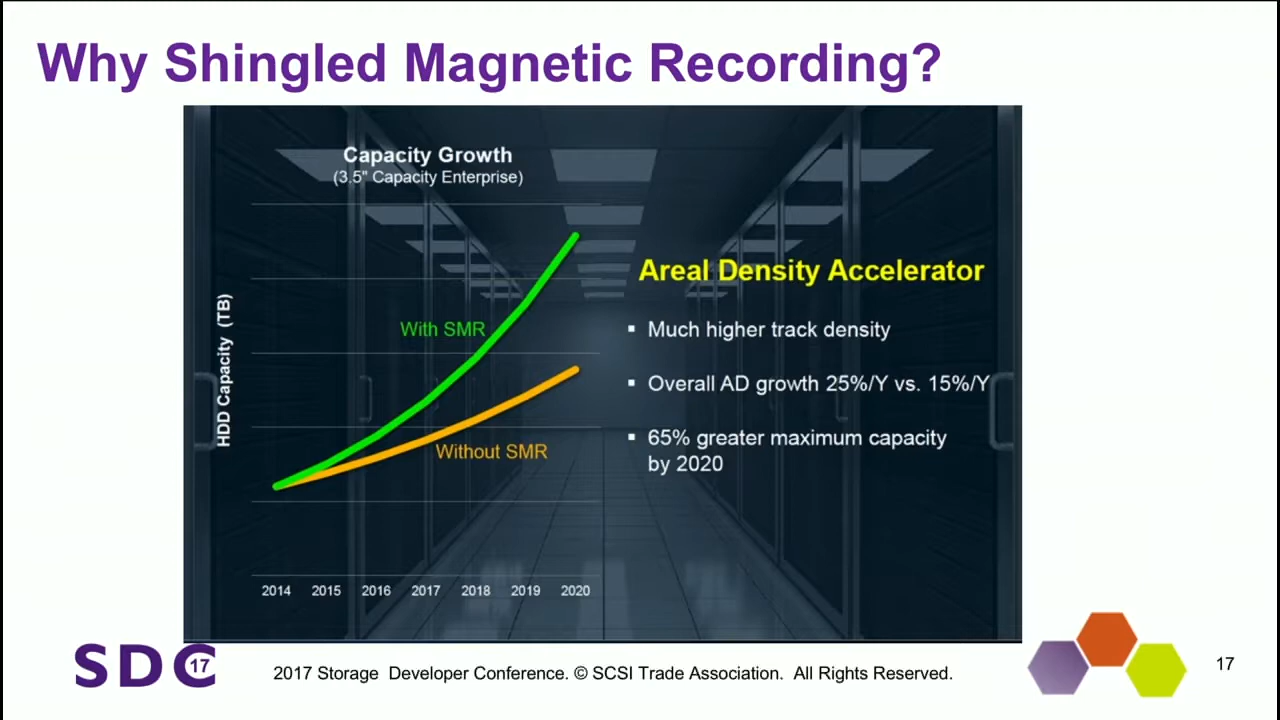 Why Shingled Magnetic Recording?
Capacity Growth
(3.5" Capacity Enterprise)
HDD Capacity (TB)
With SMR
Without SMR
2014 2015 2016 2017 2018 2019 2020
Areal Density Accelerator
▪ Much higher track density
▪ Overall AD growth 25%/Y vs. 15%/Y
▪ 65% greater maximum capacity
by 2020
SDC 17
2017 Storage Developer Conference. © SCSI Trade Association. All Rights Reserved.
17